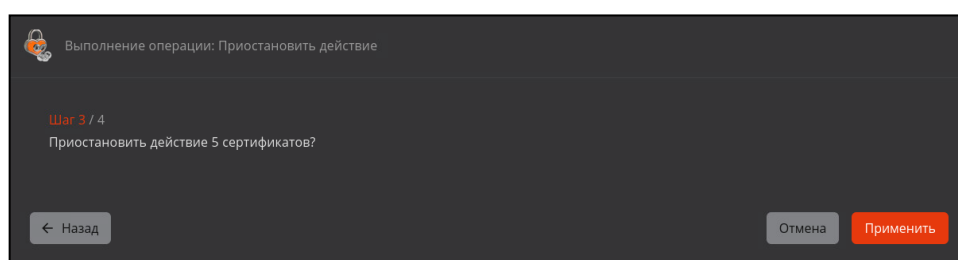 Выполнение операции: Приостановить действие
Шаг 3 / 4
Приостановить действие 5 сертификатов?
← Назад
Отмена
Применить